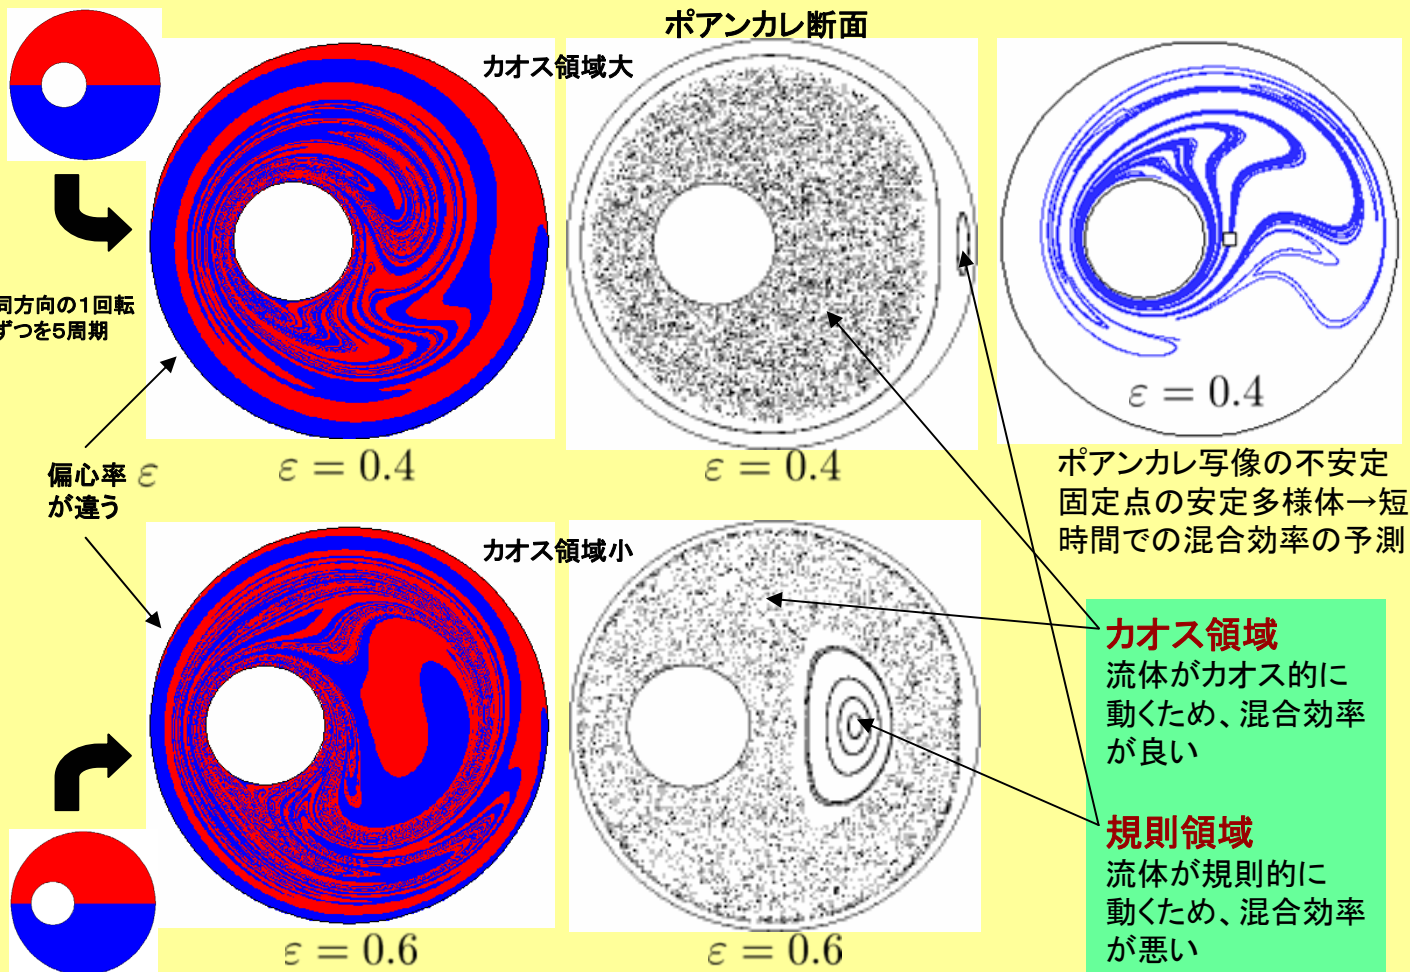 ポアンカレ断面
カオス領域大
同方向の1回転
ずつを5周期
偏心率 ε
が違う
ε = 0.4
ε = 0.4
ε = 0.4
ポアンカレ写像の不安定
固定点の安定多様体→短
時間での混合効率の予測
カオス領域小
カオス領域
流体がカオス的に
動くため、混合効率
が良い
規則領域
流体が規則的に
動くため、混合効率
が悪い
ε = 0.6
ε = 0.6